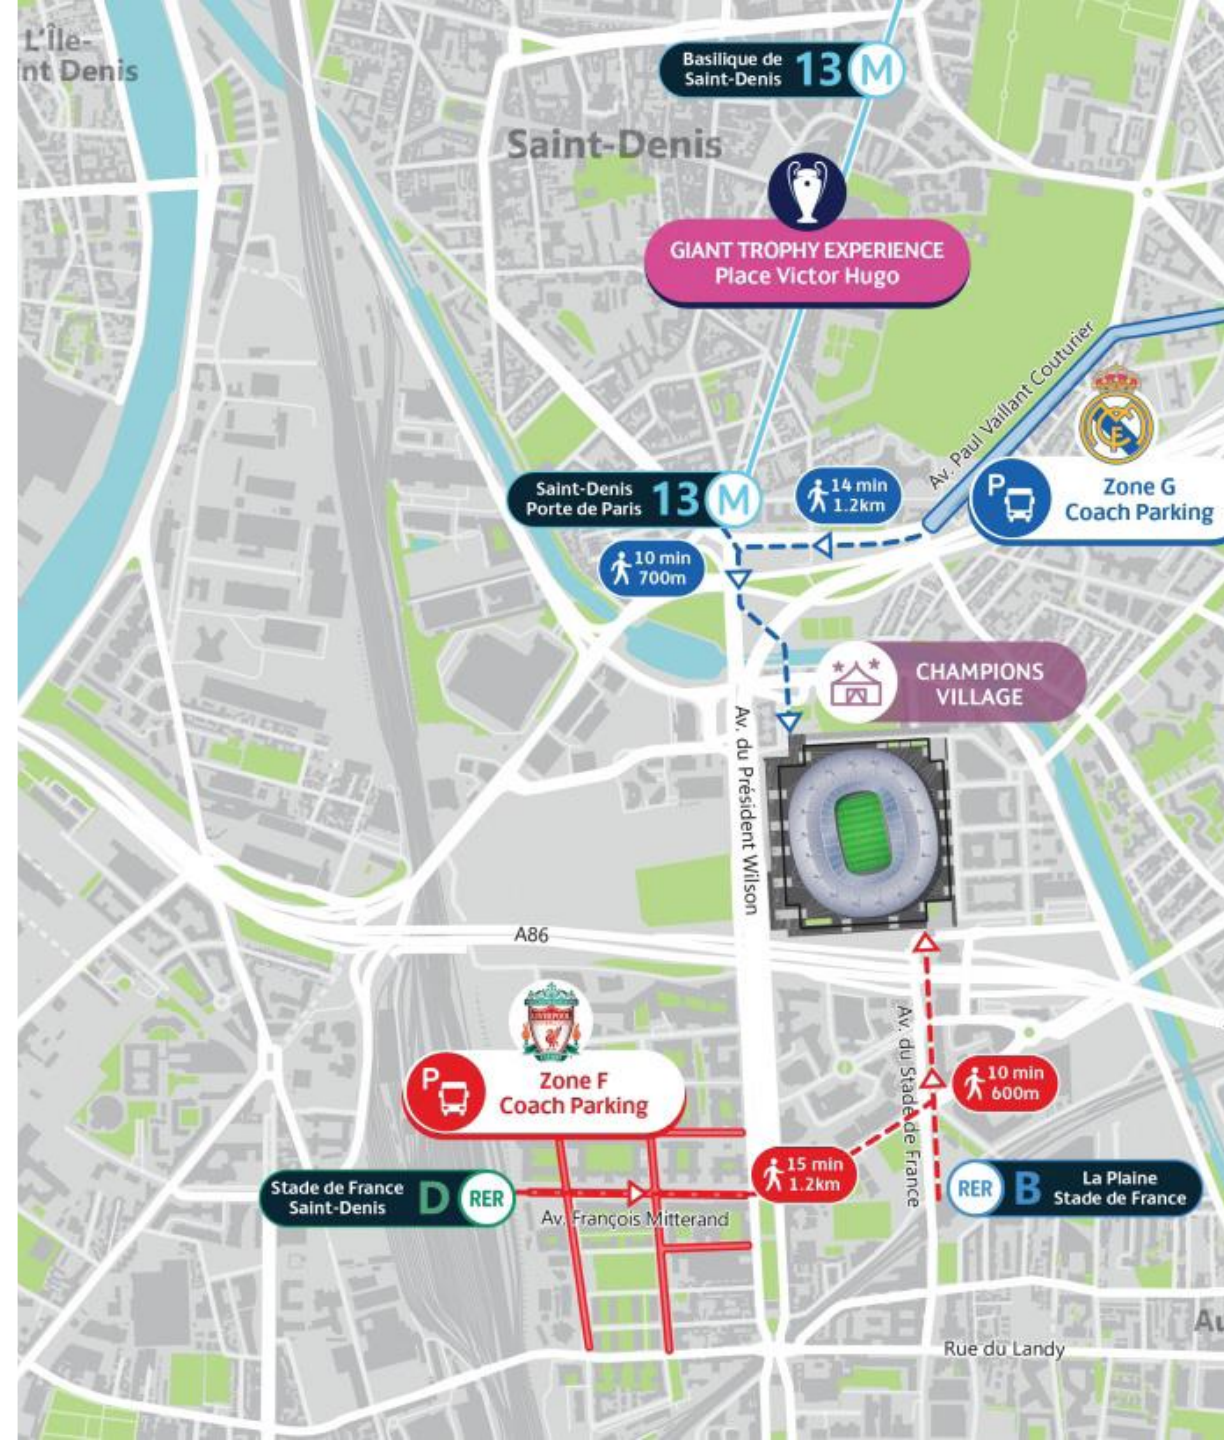 L'Île-
nt Denis
Basilique de
Saint-Denis
13
M
Saint-Denis
GIANT TROPHY EXPERIENCE
Place Victor Hugo
Av. Paul Vaillant Couturier
Saint-Denis
Porte de Paris
13
M
14 min
1.2km
P
Zone G
Coach Parking
10 min
700m
CHAMPIONS
VILLAGE
Av. du Président Wilson
A86
LIVERPOOL
P
Zone F
Coach Parking
Av. du Stade de France
10 min
600m
15 min
1.2km
Stade de France
Saint-Denis
D
RER
RER
B
La Plaine
Stade de France
Av. François Mitterand
Au
Rue du Landy